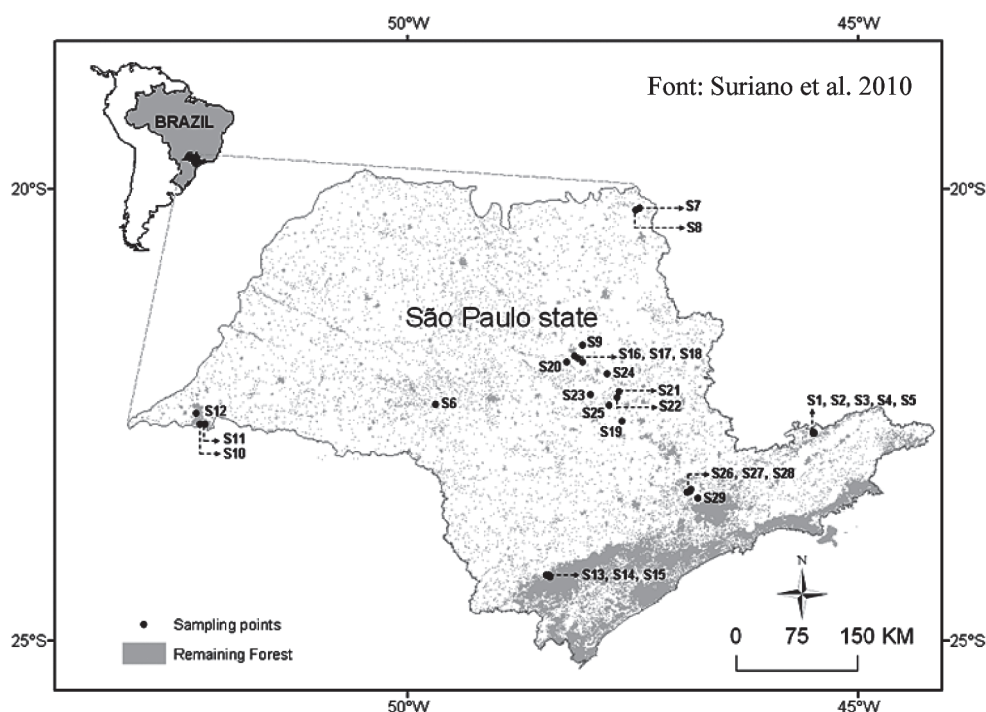 50°W
45°W
Font: Suriano et al. 2010
BRAZIL
20°S
20°S
S7
S8
São Paulo state
S9
S16, S17, S18
S20
S24
S23
S21
S6
S25
S22
S1, S2, S3, S4, S5
S12
S19
S11
S10
S26, S27, S28
S29
S13, S14, S15
N
Sampling points
0 75 150 KM
25°S
25°S
Remaining Forest
50°W
45°W